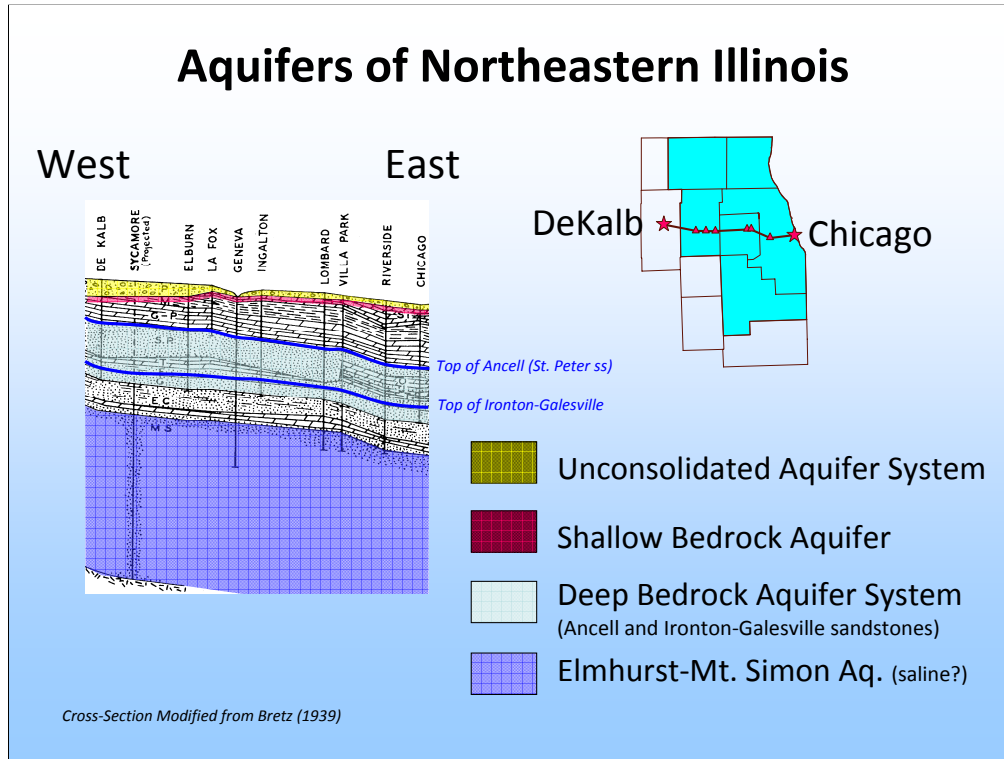 Aquifers of Northeastern Illinois
West
East
DE KALB
SYCAMORE
(Projected)
ELBURN
LA FOX
GENEVA
INGALTON
LOMBARD
VILLA PARK
RIVERSIDE
CHICAGO
G-P
S.P.
E C
M S
DeKalb
Chicago
Top of Ancell (St. Peter ss)
Top of Ironton-Galesville
Unconsolidated Aquifer System
Shallow Bedrock Aquifer
Deep Bedrock Aquifer System
(Ancell and Ironton-Galesville sandstones)
Elmhurst-Mt. Simon Aq. (saline?)
Cross-Section Modified from Bretz (1939)